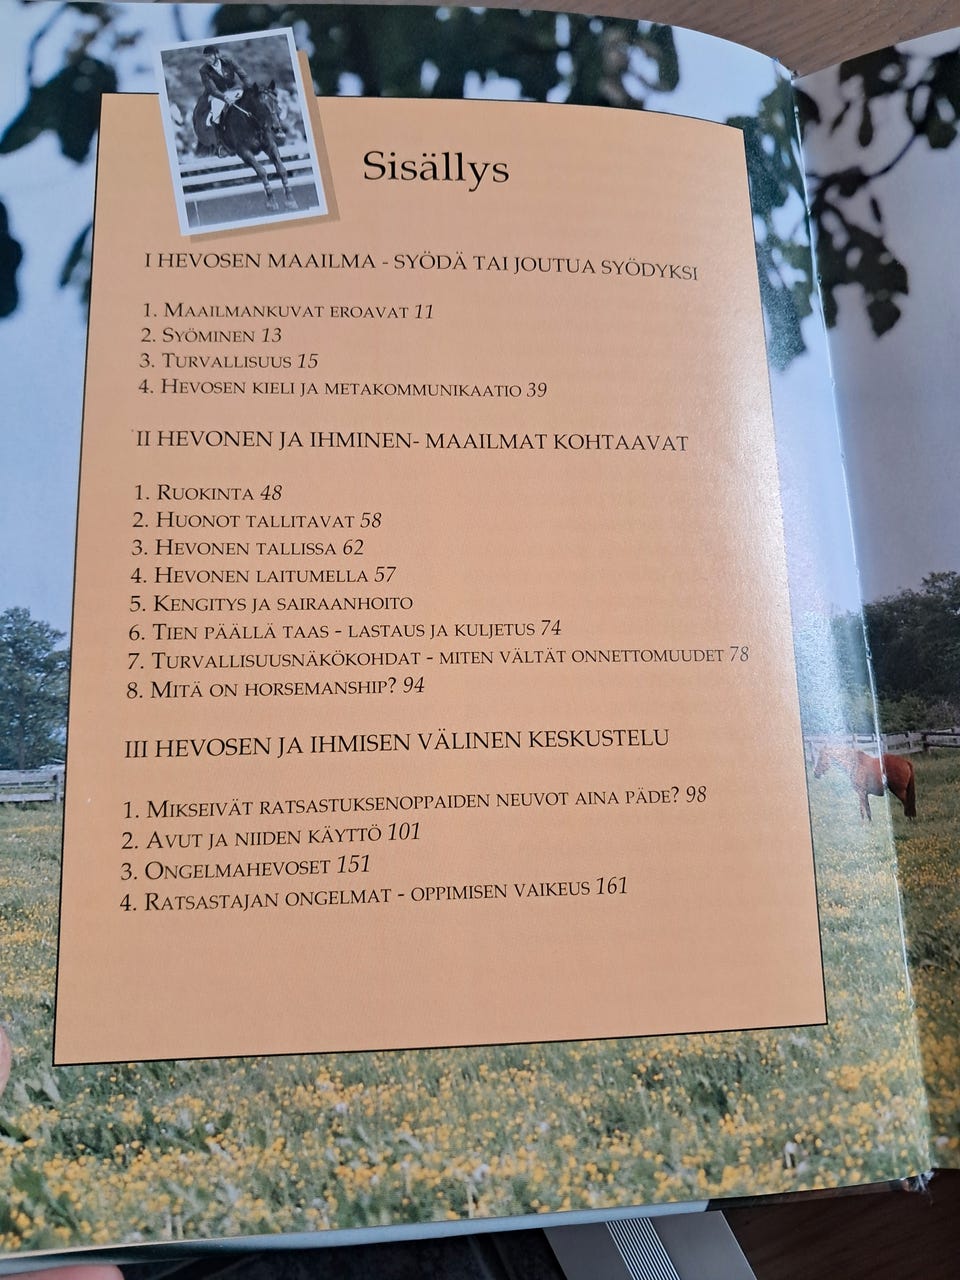 Sisällys
I HEVOSEN MAAILMA - SYÖDÄ TAI JOUTUA SYÖDYKSI
1. MAAILMANKUVAT EROAVAT 11
2. SYÖMINEN 13
3. TURVALLISUUS 15
4. HEVOSEN KIELI JA METAKOMMUNIKAATIO 39
II HEVONEN JA IHMINEN- MAAILMAT KOHTAAVAT
1. RUOKINTA 48
2. HUONOT TALLITAVAT 58
3. HEVONEN TALLISSA 62
4. HEVONEN LAITUMELLA 57
5. KENGITYS JA SAIRAANHOITO
6. TIEN PÄÄLLÄ TAAS - LASTAUS JA KULJETUS 74
7. TURVALLISUUSNÄKÖKOHDAT - MITEN VÄLTÄT ONNETTOMUUDET 78
8. MITÄ ON HORSEMANSHIP? 94
III HEVOSEN JA IHMISEN VÄLINEN KESKUSTELU
1. MIKSEIVÄT RATSASTUKSENOPPAIDEN NEUVOT AINA PÄDE? 98
2. AVUT JA NIIDEN KÄYTTÖ 101
3. ONGELMAHEVOSET 151
4. RATSASTAJAN ONGELMAT - OPPIMISEN VAIKEUS 161